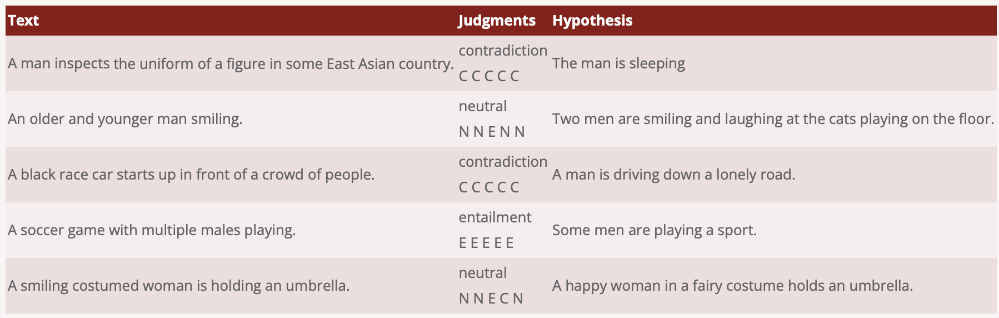 Text Judgments Hypothesis
A man inspects the uniform of a figure in some East Asian country. contradiction The man is sleeping
C C C C C
An older and younger man smiling. neutral Two men are smiling and laughing at the cats playing on the floor.
N N E N N
A black race car starts up in front of a crowd of people. contradiction A man is driving down a lonely road.
C C C C C
A soccer game with multiple males playing. entailment Some men are playing a sport.
E E E E E
A smiling costumed woman is holding an umbrella. neutral A happy woman in a fairy costume holds an umbrella.
N N E C N